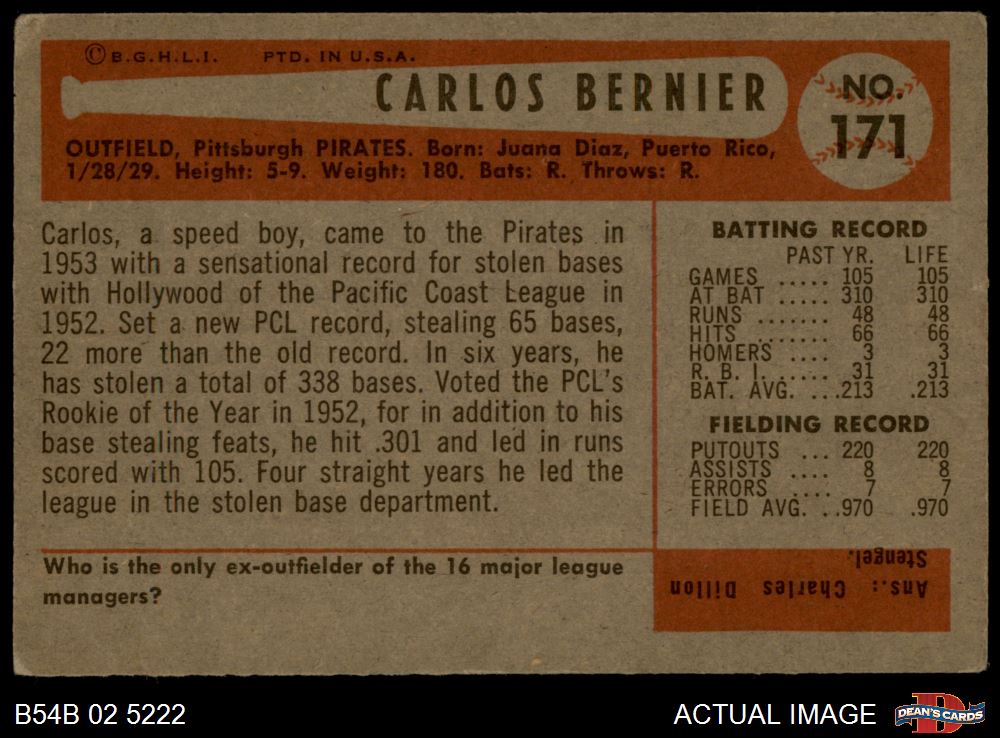 ©B.G.H.L.I. PTD. IN U.S.A.
CARLOS BERNIER
NO.
171
OUTFIELD, Pittsburgh PIRATES. Born: Juana Diaz, Puerto Rico,
1/28/29. Height: 5-9. Weight: 180. Bats: R. Throws: R.
Carlos, a speed boy, came to the Pirates in
1953 with a sensational record for stolen bases
with Hollywood of the Pacific Coast League in
1952. Set a new PCL record, stealing 65 bases,
22 more than the old record. In six years, he
has stolen a total of 338 bases. Voted the PCL's
Rookie of the Year in 1952, for in addition to his
base stealing feats, he hit .301 and led in runs
scored with 105. Four straight years he led the
league in the stolen base department.
BATTING RECORD
PAST YR. LIFE
GAMES ..... 105 105
AT BAT ..... 310 310
RUNS ....... 48 48
HITS ....... 66 66
HOMERS .... 3 3
R. B. I. ...... 31 31
BAT. AVG. ...213 .213
FIELDING RECORD
PUTOUTS ... 220 220
ASSISTS .... 8 8
ERRORS .... 7 7
FIELD AVG. ..970 .970
Who is the only ex-outfielder of the 16 major league
managers?
Ans.: Charles Dillon
Stengel.
B54B 02 5222
ACTUAL IMAGE
DEAN'S CARDS